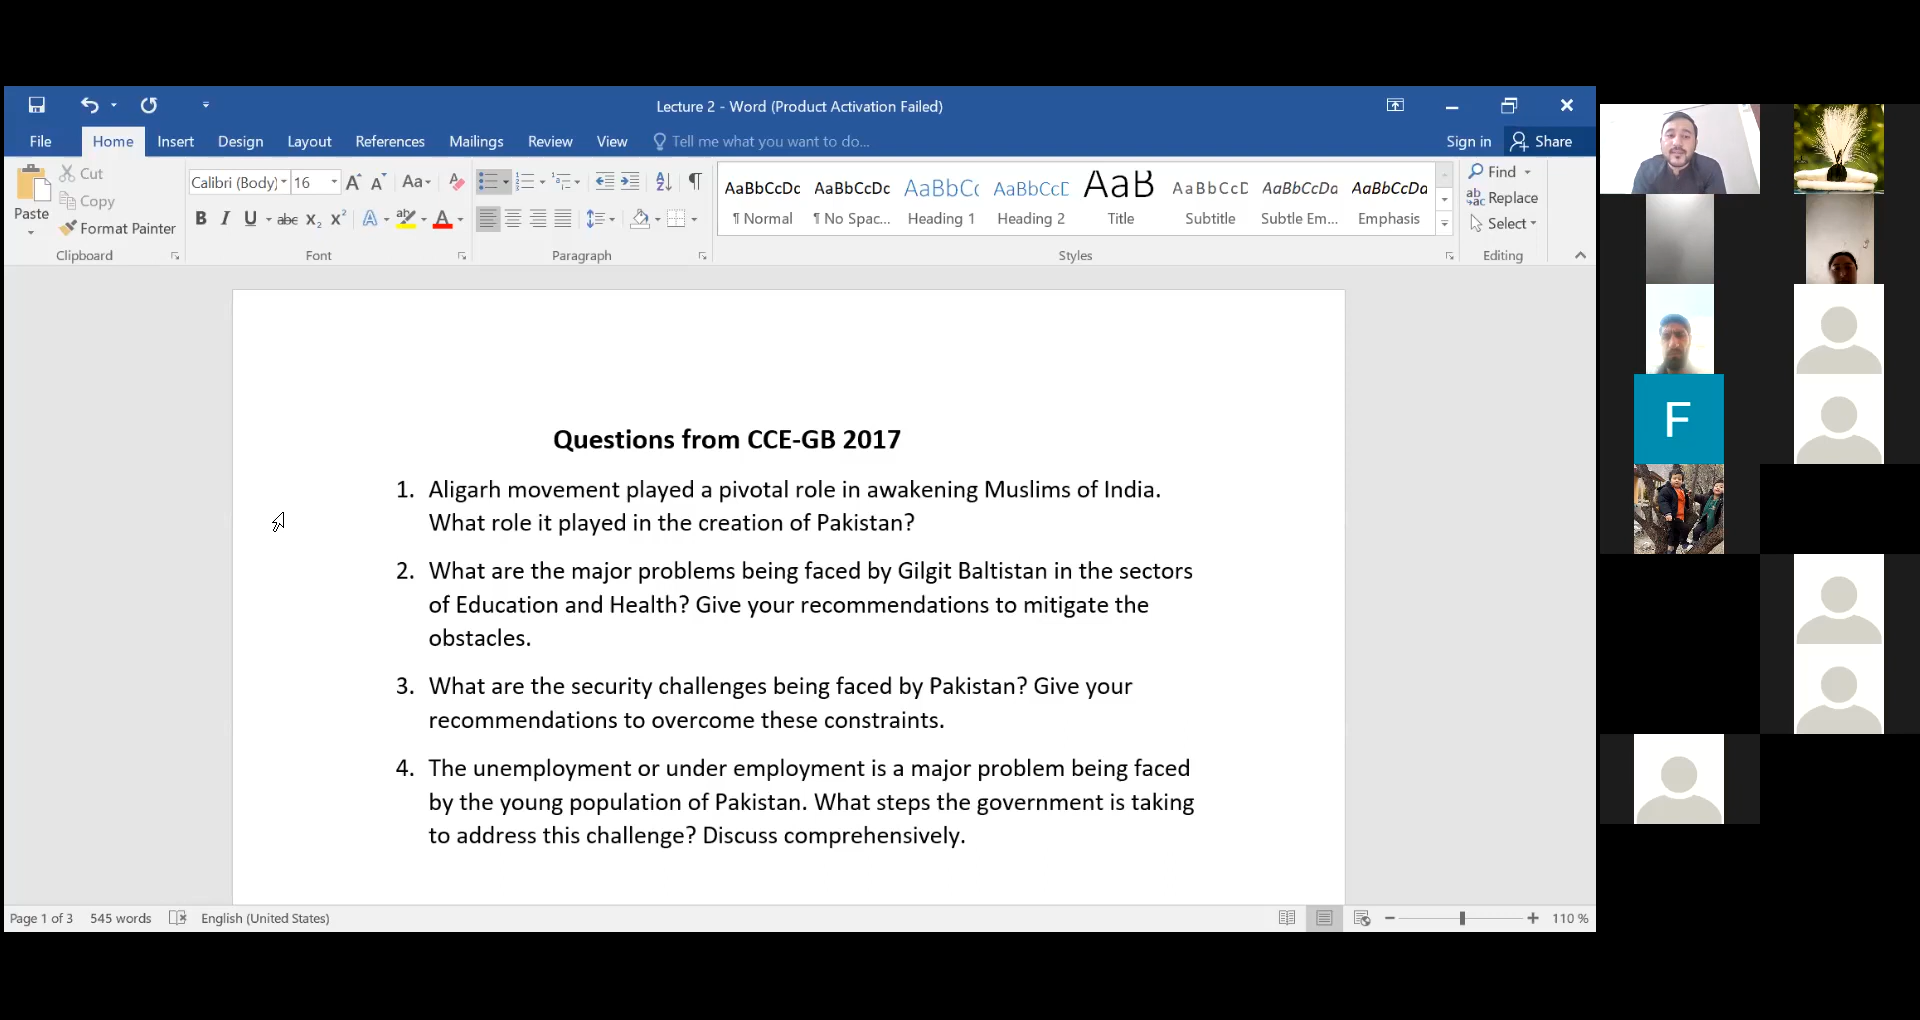 Lecture 2 - Word (Product Activation Failed)
File Home Insert Design Layout References Mailings Review View Tell me what you want to do... Sign in Share
Paste Cut
Copy
Format Painter
Clipboard
Calibri (Body) 16 A A Aa
B I U abc X₂ X² A ab A
Font
Paragraph
AaBbCcDc AaBbCcDc AaBbCc AaBbCcD AaB AaBbCcD AaBbCcDa AaBbCcDa
¶ Normal ¶ No Spac... Heading 1 Heading 2 Title Subtitle Subtle Em... Emphasis
Styles
Find
Replace
Select
Editing
Questions from CCE-GB 2017
1. Aligarh movement played a pivotal role in awakening Muslims of India.
What role it played in the creation of Pakistan?
2. What are the major problems being faced by Gilgit Baltistan in the sectors
of Education and Health? Give your recommendations to mitigate the
obstacles.
3. What are the security challenges being faced by Pakistan? Give your
recommendations to overcome these constraints.
4. The unemployment or under employment is a major problem being faced
by the young population of Pakistan. What steps the government is taking
to address this challenge? Discuss comprehensively.
Page 1 of 3 545 words English (United States) 110 %
F